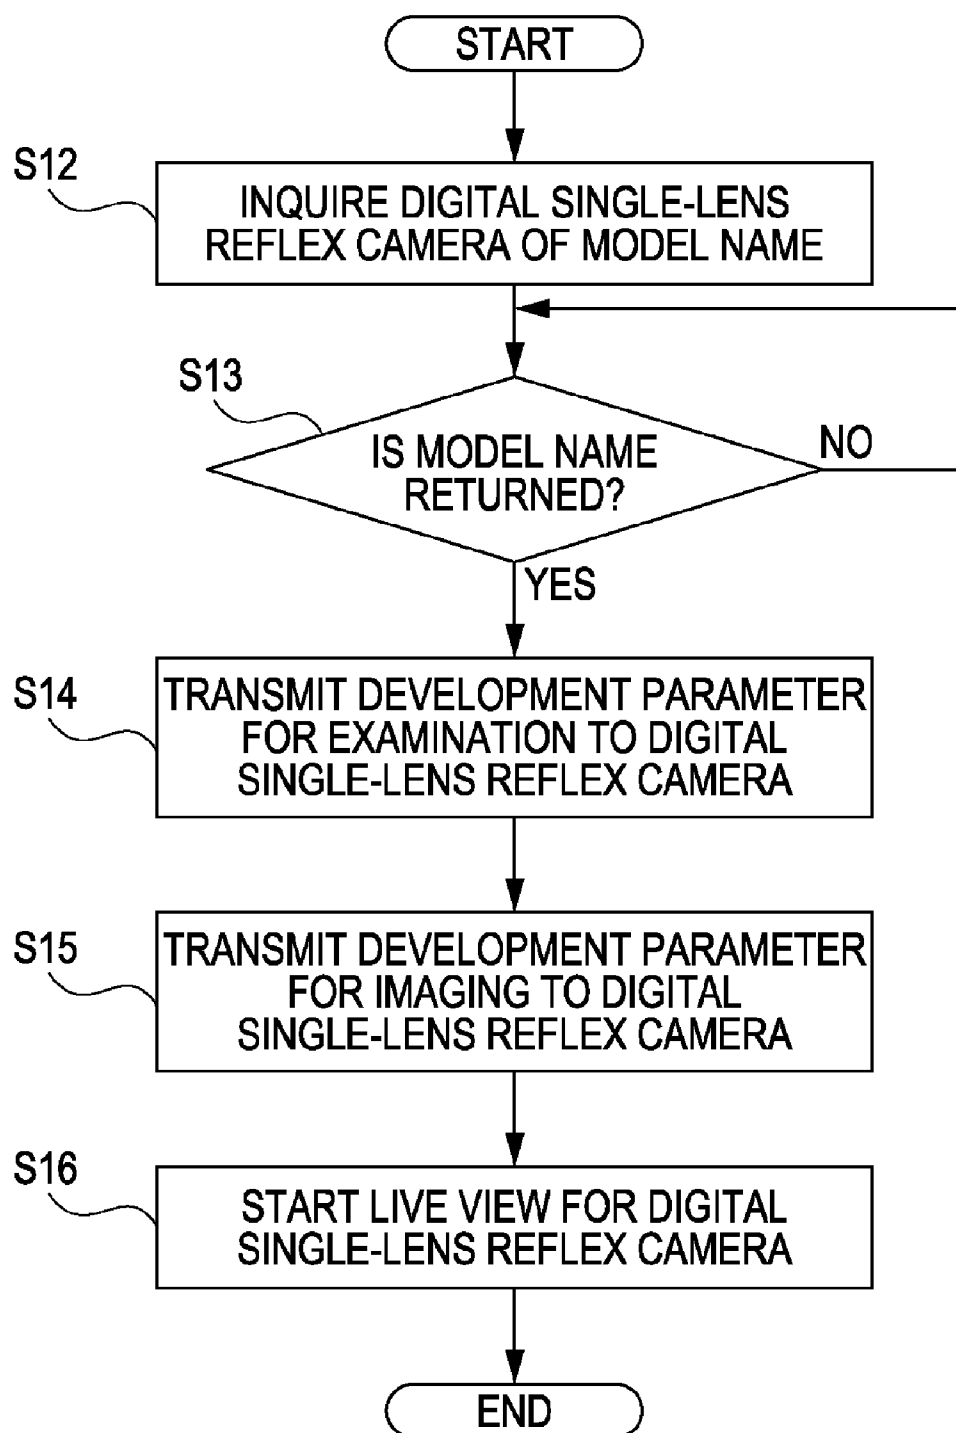 START
S12
INQUIRE DIGITAL SINGLE-LENS
REFLEX CAMERA OF MODEL NAME
S13
IS MODEL NAME
RETURNED?
NO
YES
S14
TRANSMIT DEVELOPMENT PARAMETER
FOR EXAMINATION TO DIGITAL
SINGLE-LENS REFLEX CAMERA
S15
TRANSMIT DEVELOPMENT PARAMETER
FOR IMAGING TO DIGITAL
SINGLE-LENS REFLEX CAMERA
S16
START LIVE VIEW FOR DIGITAL
SINGLE-LENS REFLEX CAMERA
END